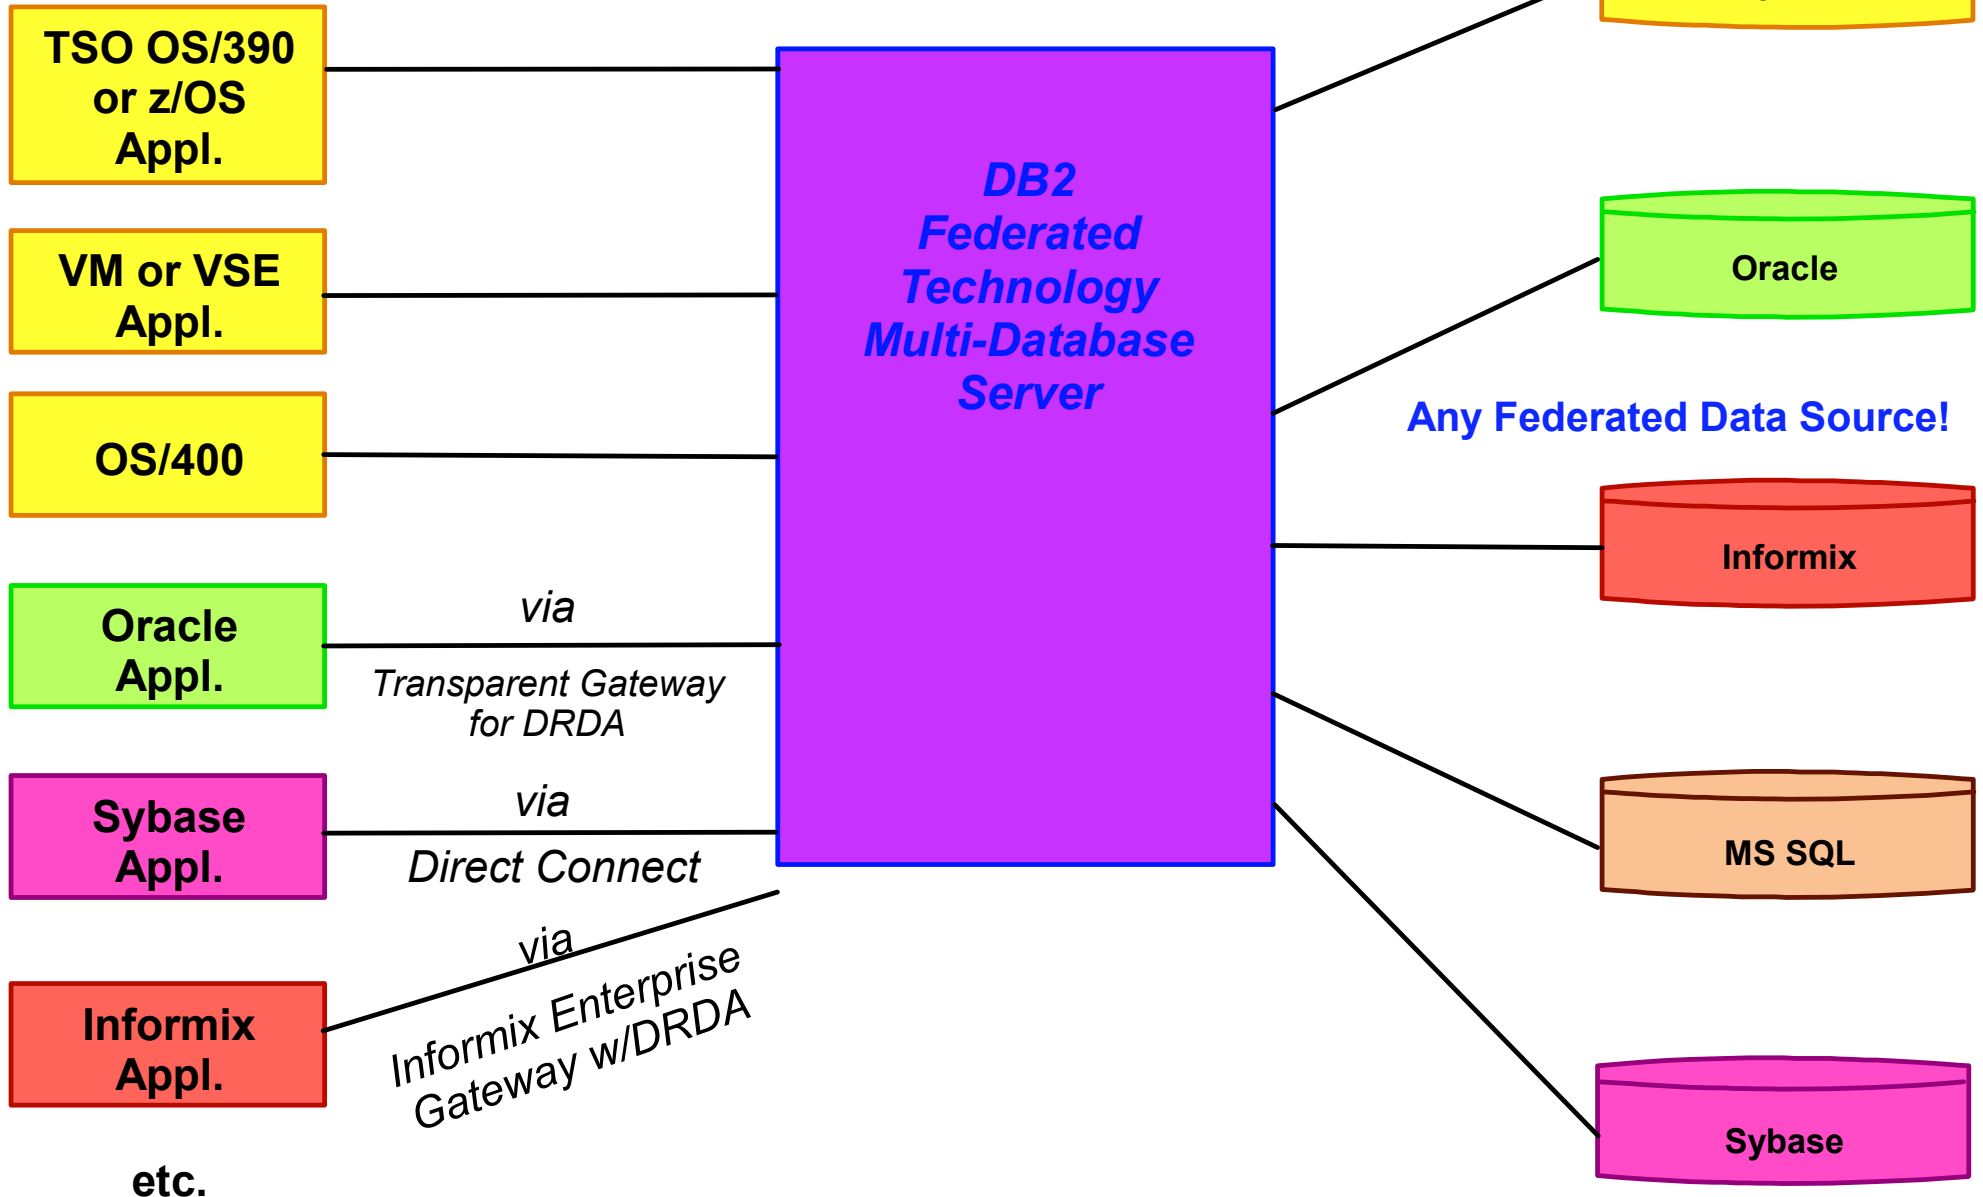 TSO OS/390
or z/OS
Appl.
VM or VSE
Appl.
OS/400
Oracle
Appl.
Sybase
Appl.
Informix
Appl.
etc.
via
Transparent Gateway
for DRDA
via
Direct Connect
via
Informix Enterprise
Gateway w/DRDA
DB2
Federated
Technology
Multi-Database
Server
Oracle
Any Federated Data Source!
Informix
MS SQL
Sybase